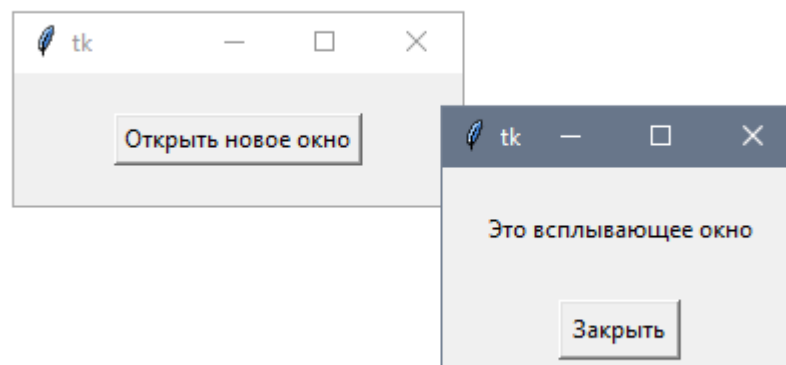 tk
Открыть новое окно
tk
Это всплывающее окно
Закрыть